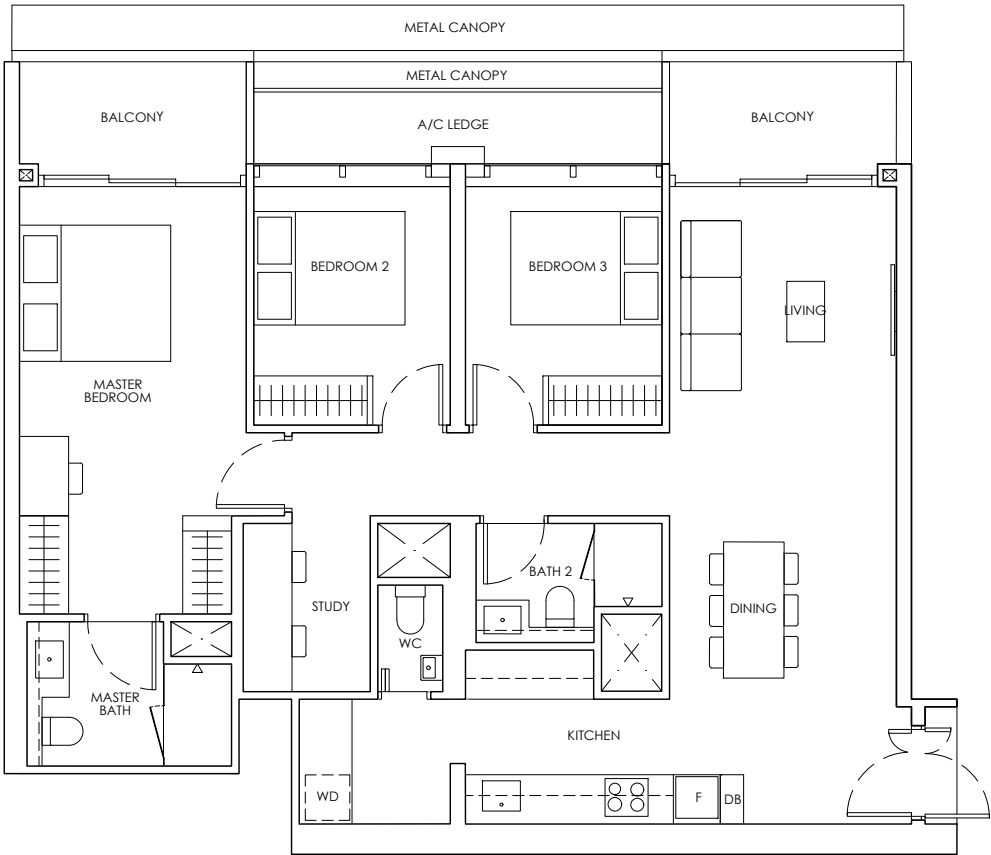 METAL CANOPY
METAL CANOPY
BALCONY
A/C LEDGE
BALCONY
BEDROOM 2
BEDROOM 3
LIVING
MASTER
BEDROOM
BATH 2
STUDY
DINING
WC
MASTER
BATH
KITCHEN
WD
F
DB